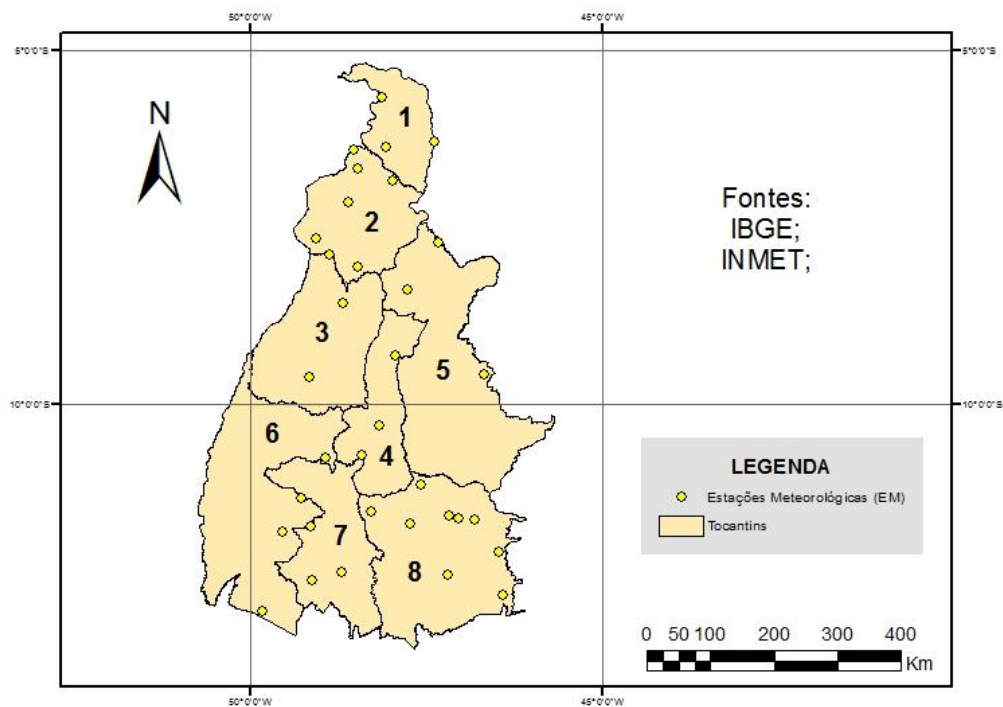 50°0'0"W 45°0'0"W
5°0'0"S 5°0'0"S
N
1
Fontes:
IBGE;
INMET;
2
3
5
10°0'0"S 10°0'0"S
6
4
LEGENDA
Estações Meteorológicas (EM)
Tocantins
7
8
0 50 100 200 300 400
Km
50°0'0"W 45°0'0"W